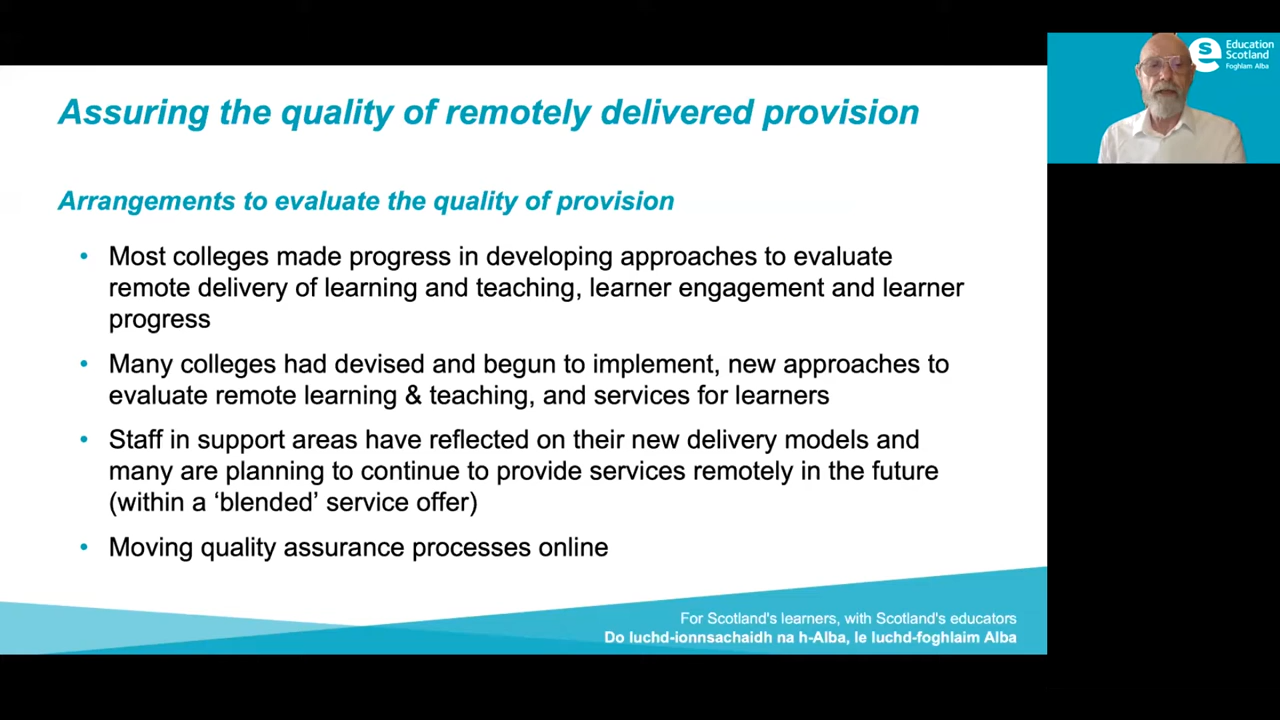 Assuring the quality of remotely delivered provision
Arrangements to evaluate the quality of provision
• Most colleges made progress in developing approaches to evaluate
remote delivery of learning and teaching, learner engagement and learner
progress
• Many colleges had devised and begun to implement, new approaches to
evaluate remote learning & teaching, and services for learners
• Staff in support areas have reflected on their new delivery models and
many are planning to continue to provide services remotely in the future
(within a ‘blended’ service offer)
• Moving quality assurance processes online
For Scotland's learners, with Scotland's educators
Do luchd-ionnsachaidh na h-Alba, le luchd-foghlaim Alba
Education
Scotland
Foghlam Alba